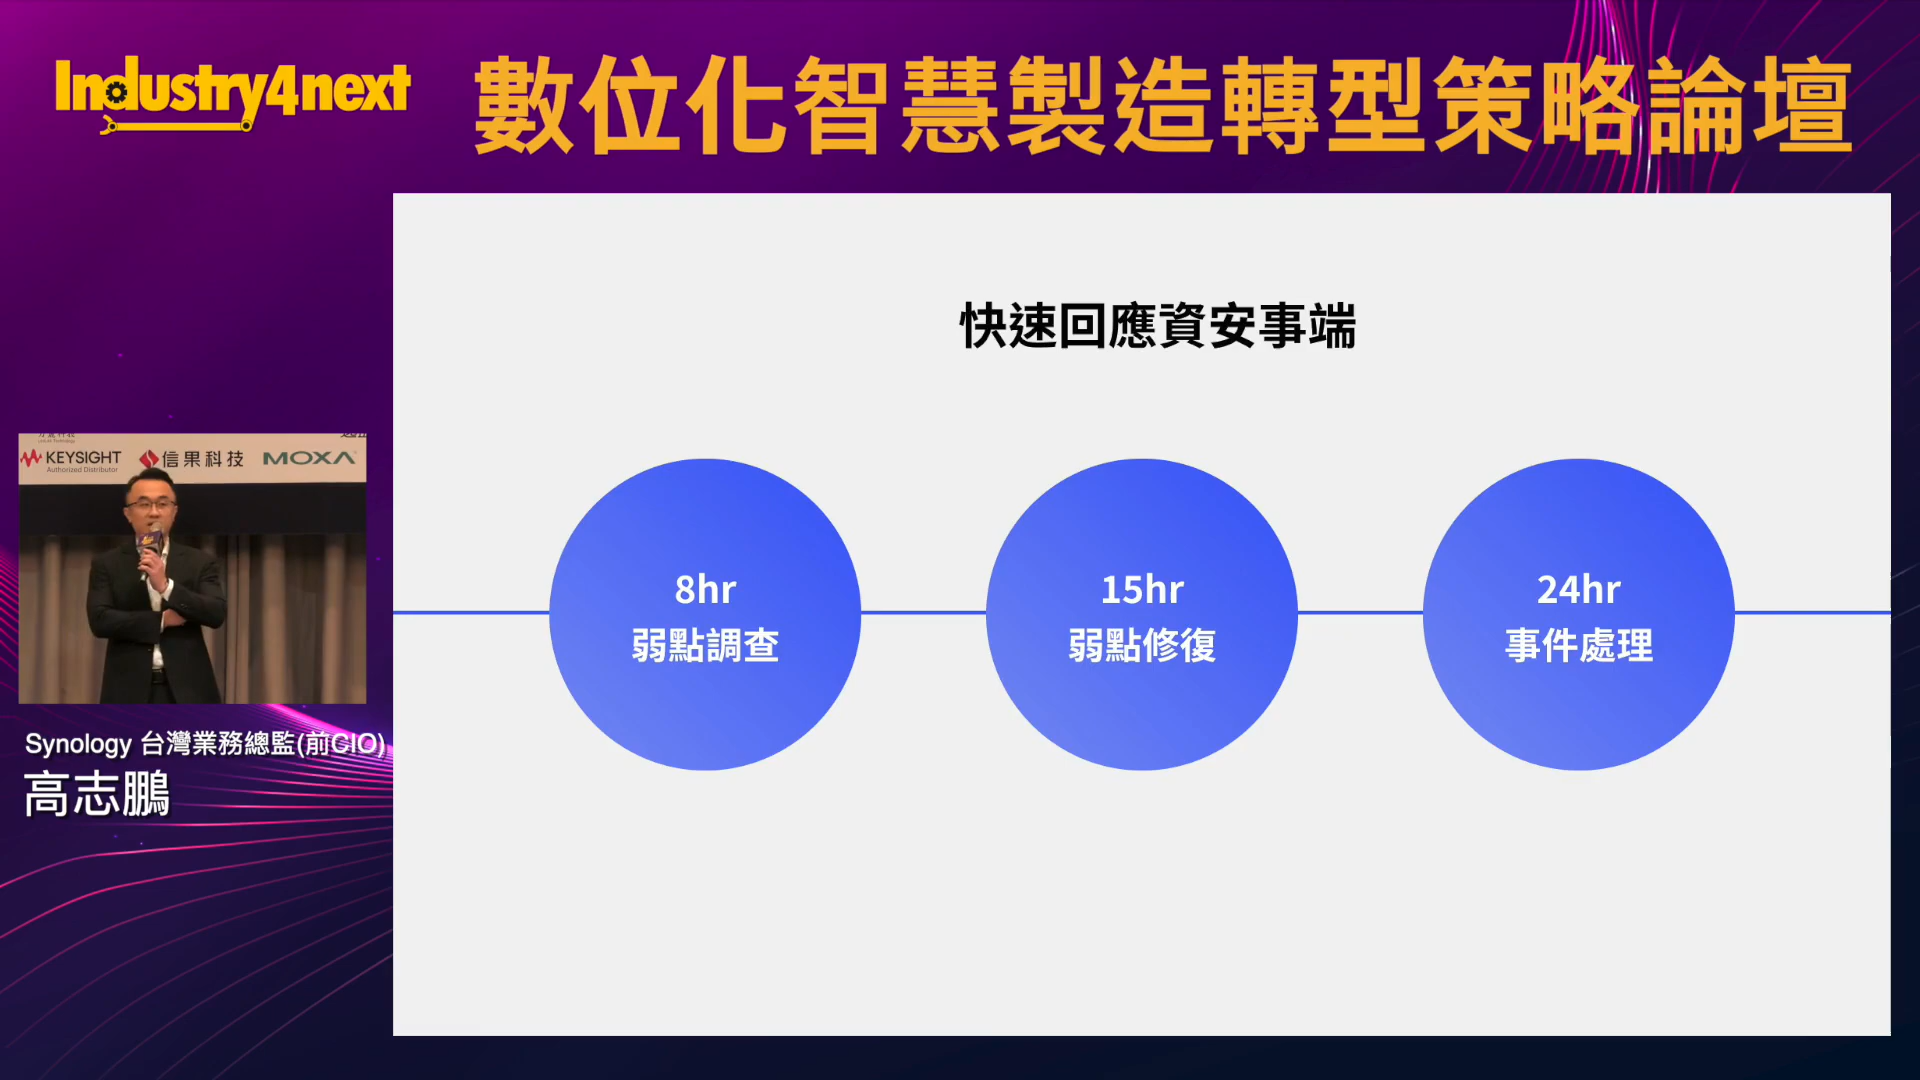 Industry4next
數位化智慧製造轉型策略論壇
快速回應資安事端
8hr
弱點調查
15hr
弱點修復
24hr
事件處理
KEYSIGHT
Authorized Distributor
信果科技
MOXA
Synology 台灣業務總監(前CIO)
高志鵬